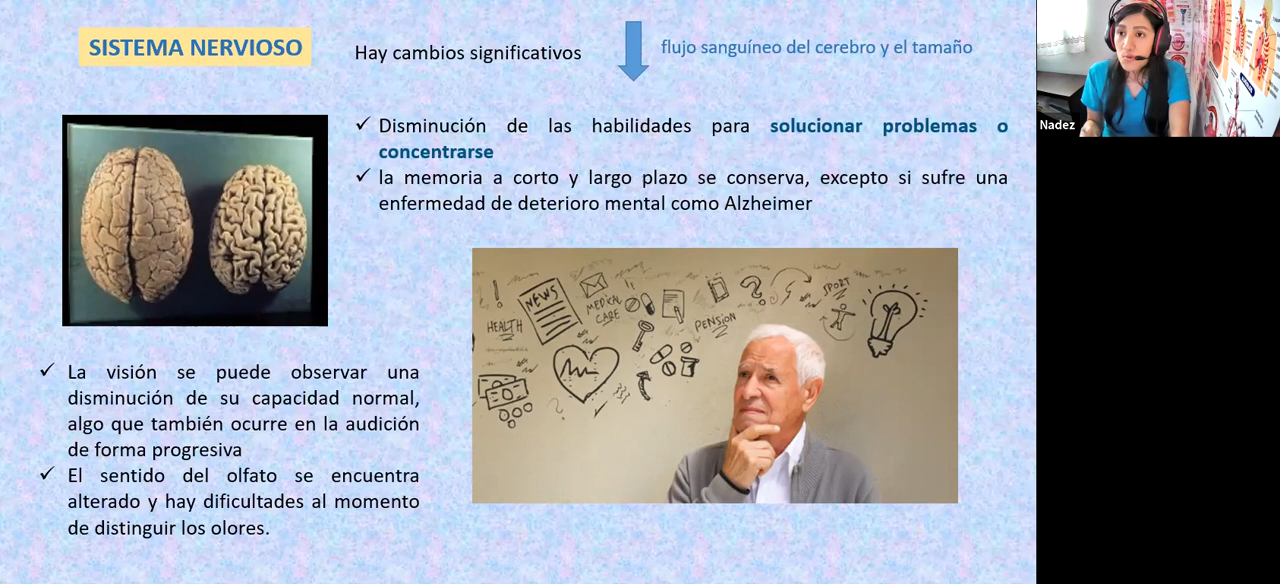 SISTEMA NERVIOSO
Hay cambios significativos
flujo sanguíneo del cerebro y el tamaño
✓ Disminución de las habilidades para solucionar problemas o
concentrarse
✓ la memoria a corto y largo plazo se conserva, excepto si sufre una
enfermedad de deterioro mental como Alzheimer
NEWS
MEDICAL
CARE
HEALTH
PENSION
SPORT
✓ La visión se puede observar una
disminución de su capacidad normal,
algo que también ocurre en la audición
de forma progresiva
✓ El sentido del olfato se encuentra
alterado y hay dificultades al momento
de distinguir los olores.
Nadez